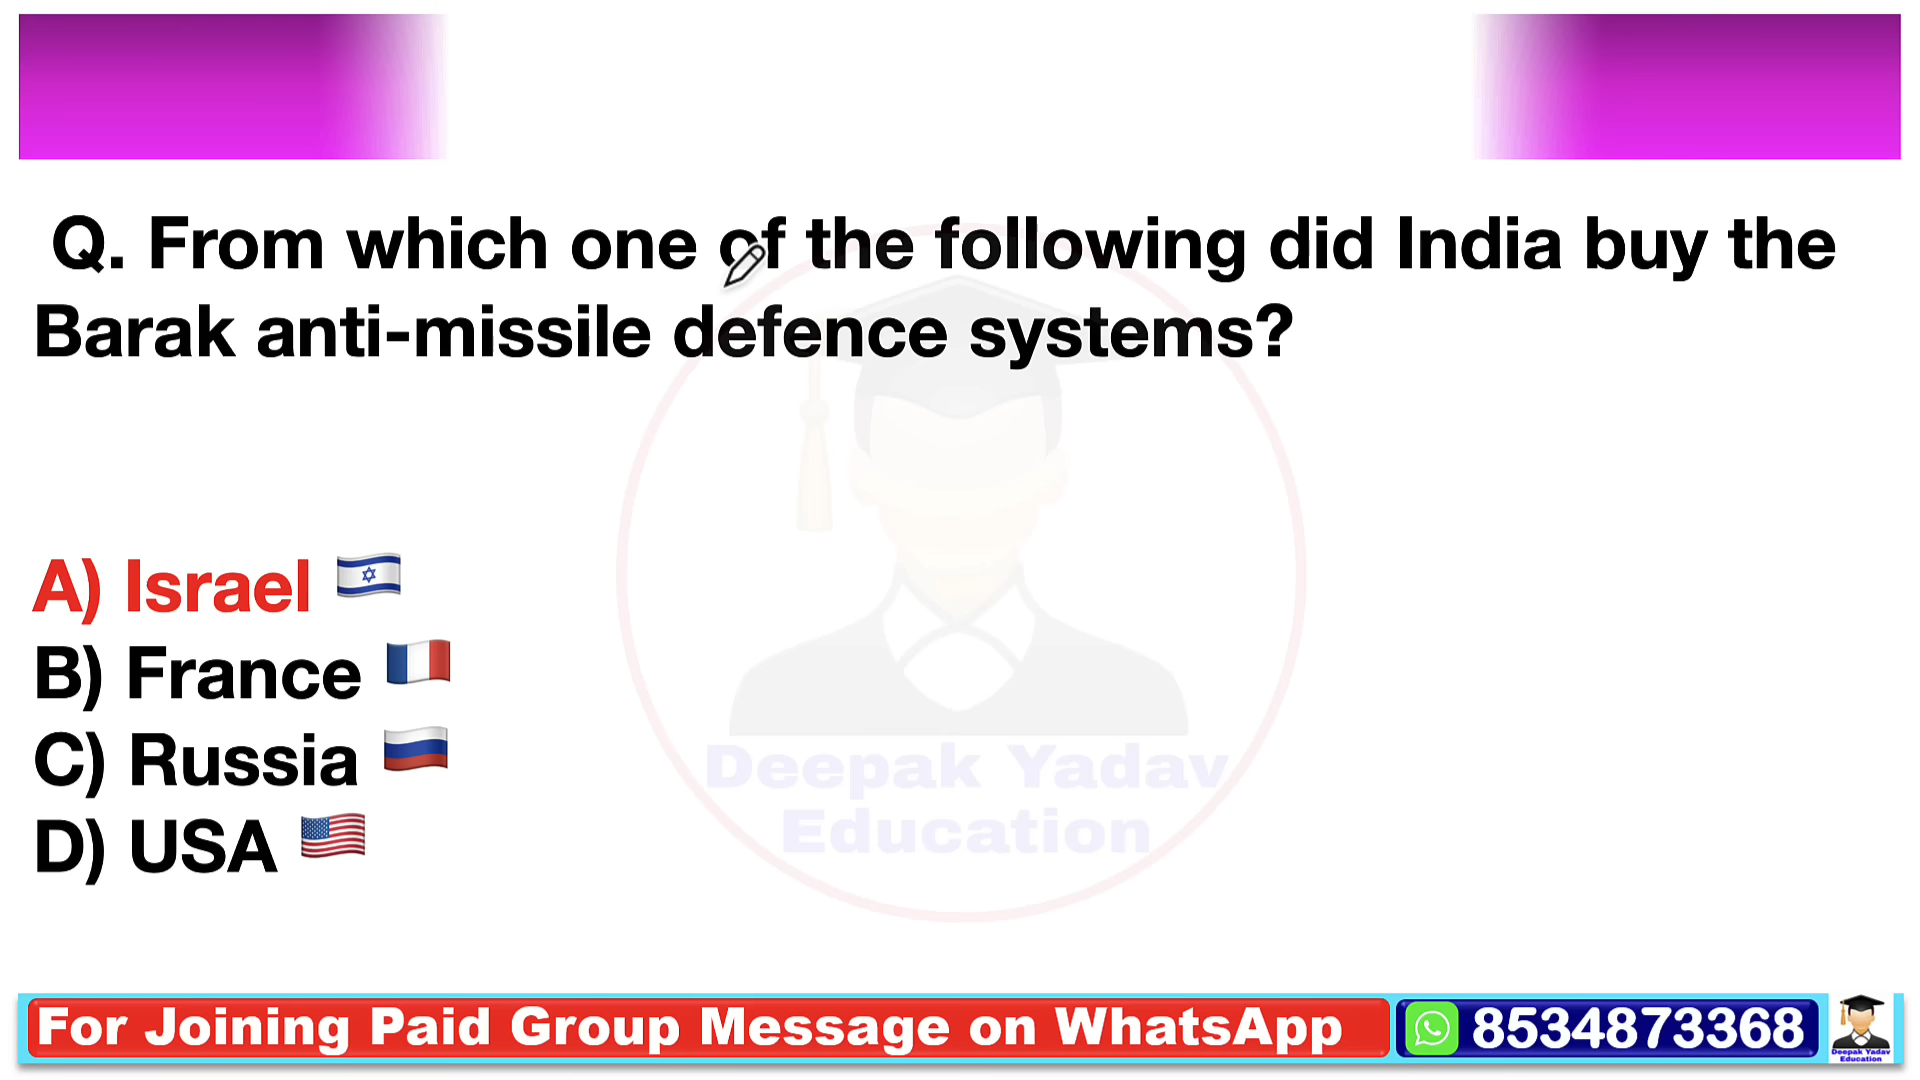 Q. From which one of the following did India buy the
Barak anti-missile defence systems?
A) Israel
B) France
C) Russia
D) USA
Deepak Yadav
Education
For Joining Paid Group Message on WhatsApp 8534873368
Deepak Yadav
Education